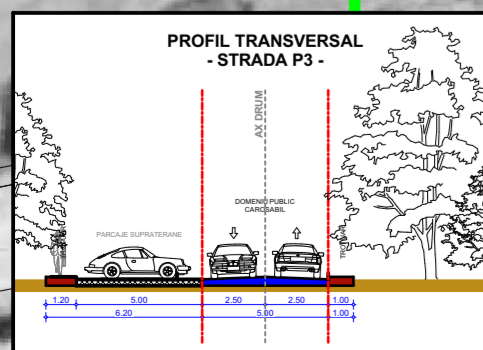 PROFIL TRANSVERSAL
- STRADA P3 -
AX DRUM
DOMENIU PUBLIC
CAROSABIL
PARCAJE SUPRATERANE
1.20 5.00 2.50 2.50 1.00
6.20 5.00 1.00